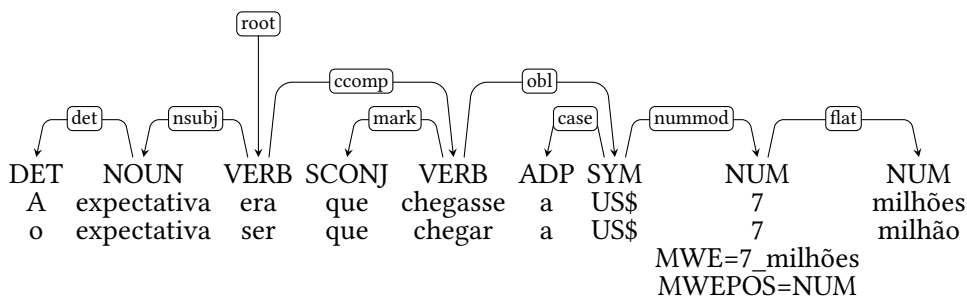 root
ccomp obl
det nsubj mark case nummod flat
DET NOUN VERB SCONJ VERB ADP SYM NUM NUM
A expectativa era que chegasse a US$ 7 milhões
o expectativa ser que chegar a US$ 7 milhão
MWE=7_milhões
MWEPOS=NUM